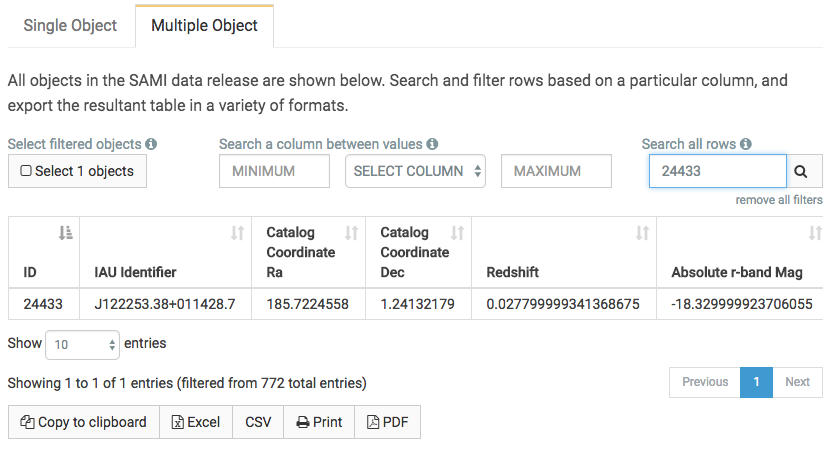 Single Object Multiple Object
All objects in the SAMI data release are shown below. Search and filter rows based on a particular column, and
export the resultant table in a variety of formats.
Select filtered objects Search a column between values Search all rows
Select 1 objects MINIMUM SELECT COLUMN MAXIMUM 24433
remove all filters
Catalog Catalog
Coordinate Coordinate
ID IAU Identifier Ra Dec Redshift Absolute r-band Mag
24433 J122253.38+011428.7 185.7224558 1.24132179 0.027799999341368675 -18.329999923706055
Show 10 entries
Showing 1 to 1 of 1 entries (filtered from 772 total entries) Previous 1 Next
Copy to clipboard Excel CSV Print PDF